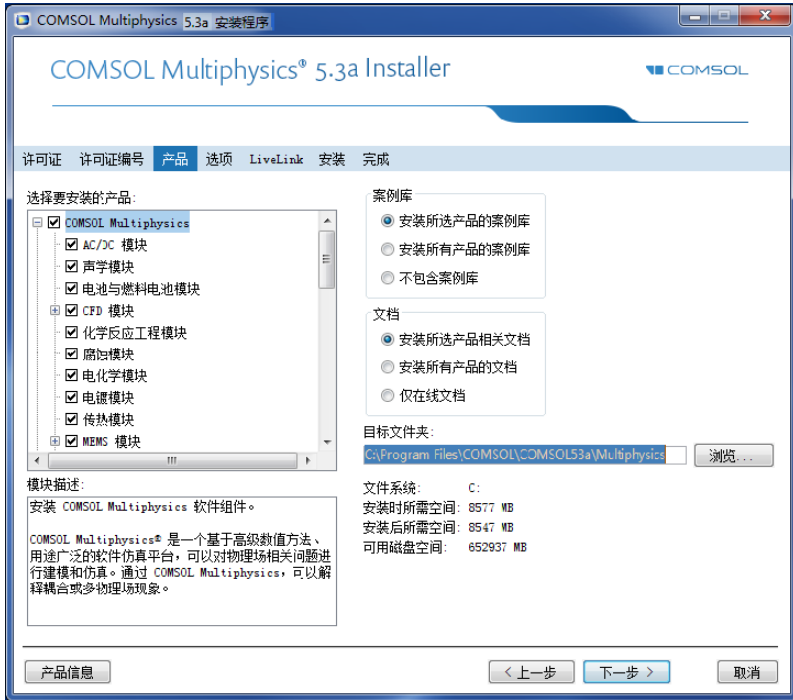 COMSOL Multiphysics 5.3a 安装程序
COMSOL Multiphysics® 5.3a Installer
COMSOL
许可证 许可证编号 产品 选项 LiveLink 安装 完成
选择要安装的产品:
COMSOL Multiphysics
AC/DC 模块
声学模块
电池与燃料电池模块
CFD 模块
化学反应工程模块
腐蚀模块
电化学模块
电镀模块
传热模块
MEMS 模块
模块描述:
安装 COMSOL Multiphysics 软件组件。
COMSOL Multiphysics® 是一个基于高级数值方法、
用途广泛的软件仿真平台，可以对物理场相关问题进
行建模和仿真。通过 COMSOL Multiphysics，可以解
释耦合或多物理场现象。
案例库
安装所选产品的案例库
安装所有产品的案例库
不包含案例库
文档
安装所选产品相关文档
安装所有产品的文档
仅在线文档
目标文件夹:
C:\Program Files\COMSOL\COMSOL53a\Multiphysics
浏览...
文件系统: C:
安装时所需空间: 8577 MB
安装后所需空间: 8547 MB
可用磁盘空间: 652937 MB
产品信息
< 上一步
下一步 >
取消